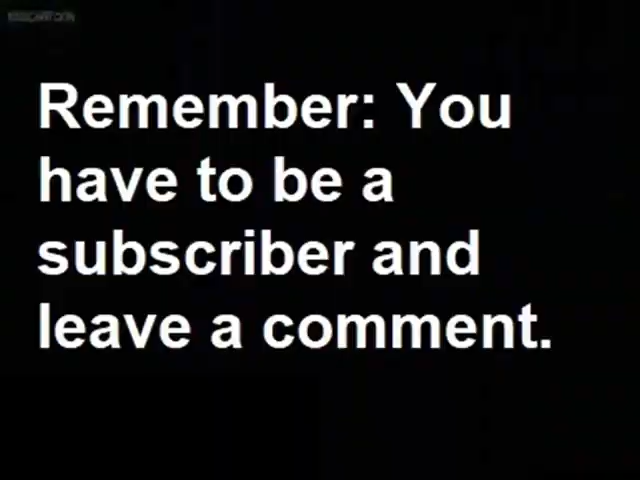 Remember: You
have to be a
subscriber and
leave a comment.